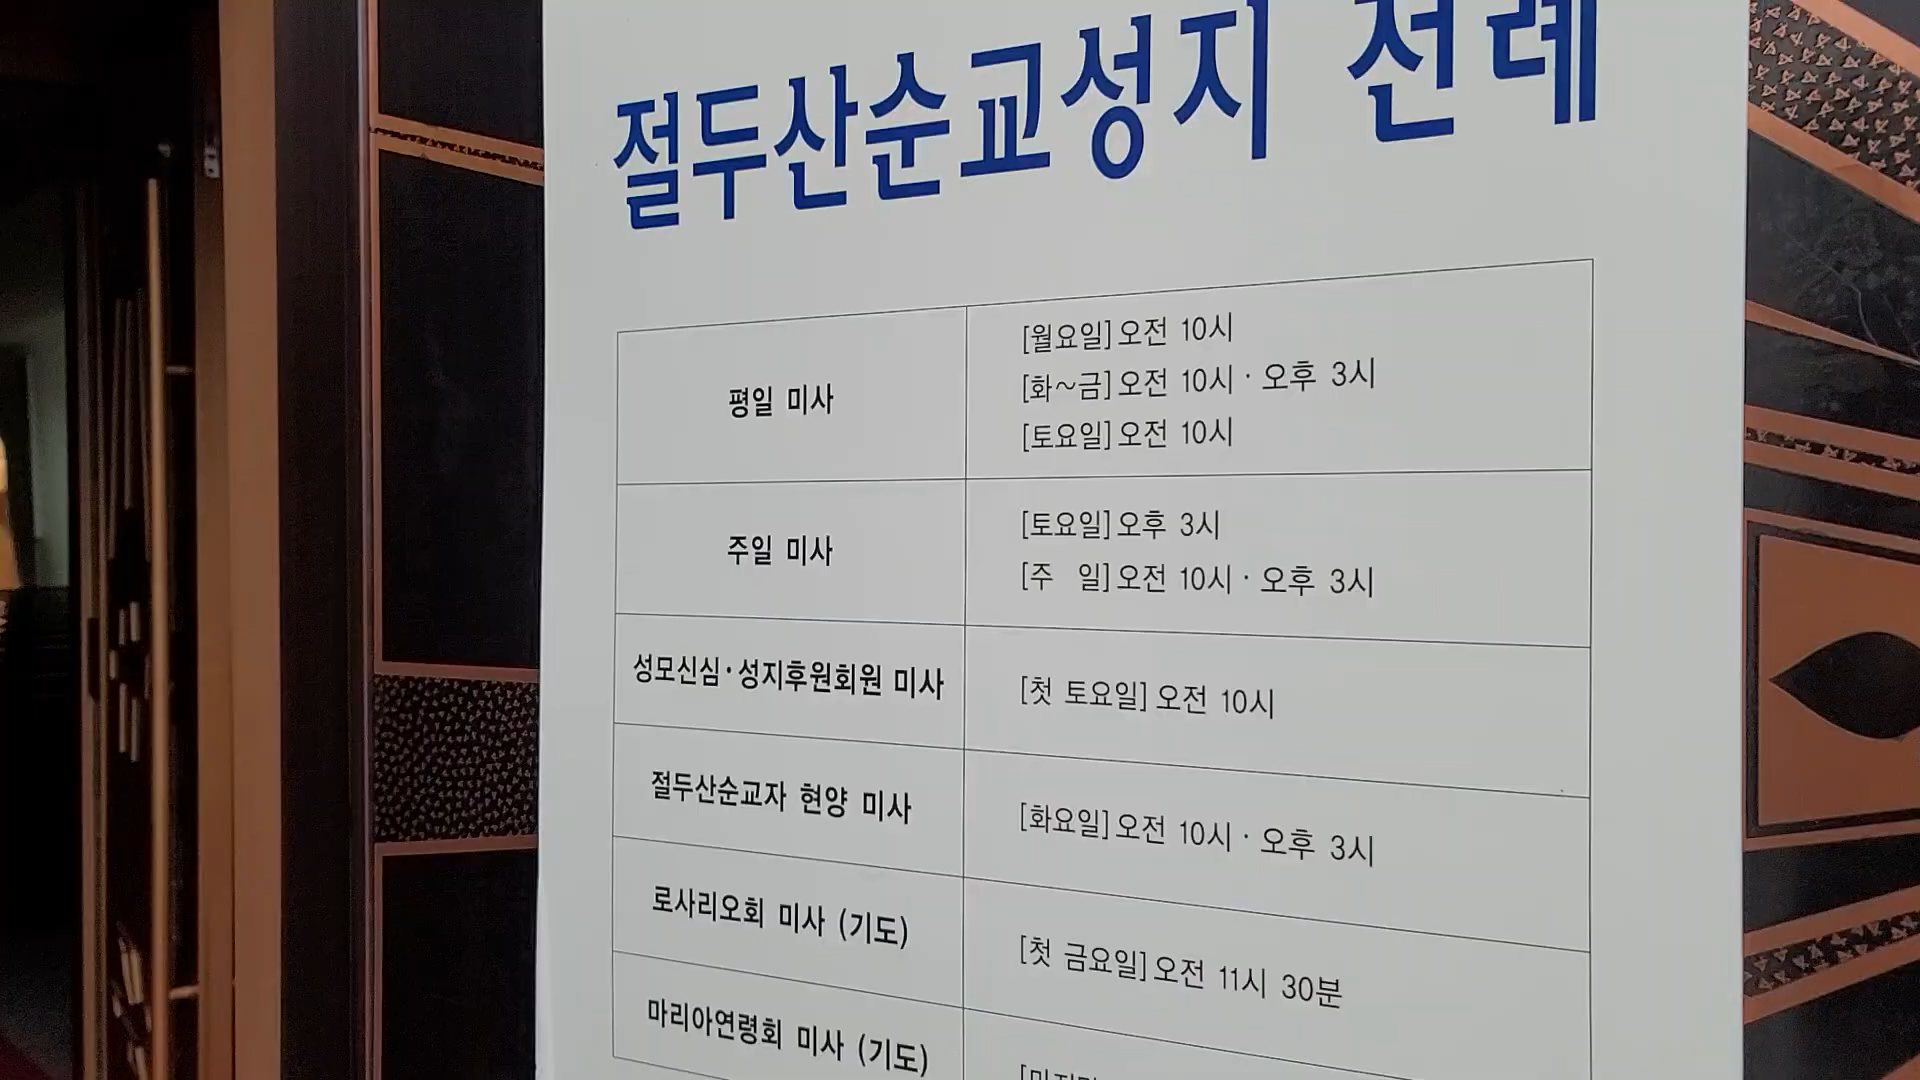 절두산순교성지 전례
평일 미사
[월요일] 오전 10시
[화~금] 오전 10시 · 오후 3시
[토요일] 오전 10시
주일 미사
[토요일] 오후 3시
[주 일] 오전 10시 · 오후 3시
성모신심·성지후원회원 미사
[첫 토요일] 오전 10시
절두산순교자 현양 미사
[화요일] 오전 10시 · 오후 3시
로사리오회 미사 (기도)
[첫 금요일] 오전 11시 30분
마리아연령회 미사 (기도)